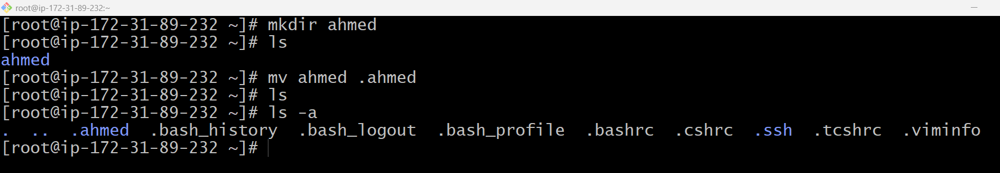 root@ip-172-31-89-232:~
[root@ip-172-31-89-232 ~]# mkdir ahmed
[root@ip-172-31-89-232 ~]# ls
ahmed
[root@ip-172-31-89-232 ~]# mv ahmed .ahmed
[root@ip-172-31-89-232 ~]# ls
[root@ip-172-31-89-232 ~]# ls -a
.  ..  .ahmed  .bash_history  .bash_logout  .bash_profile  .bashrc  .cshrc  .ssh  .tcshrc  .viminfo
[root@ip-172-31-89-232 ~]#